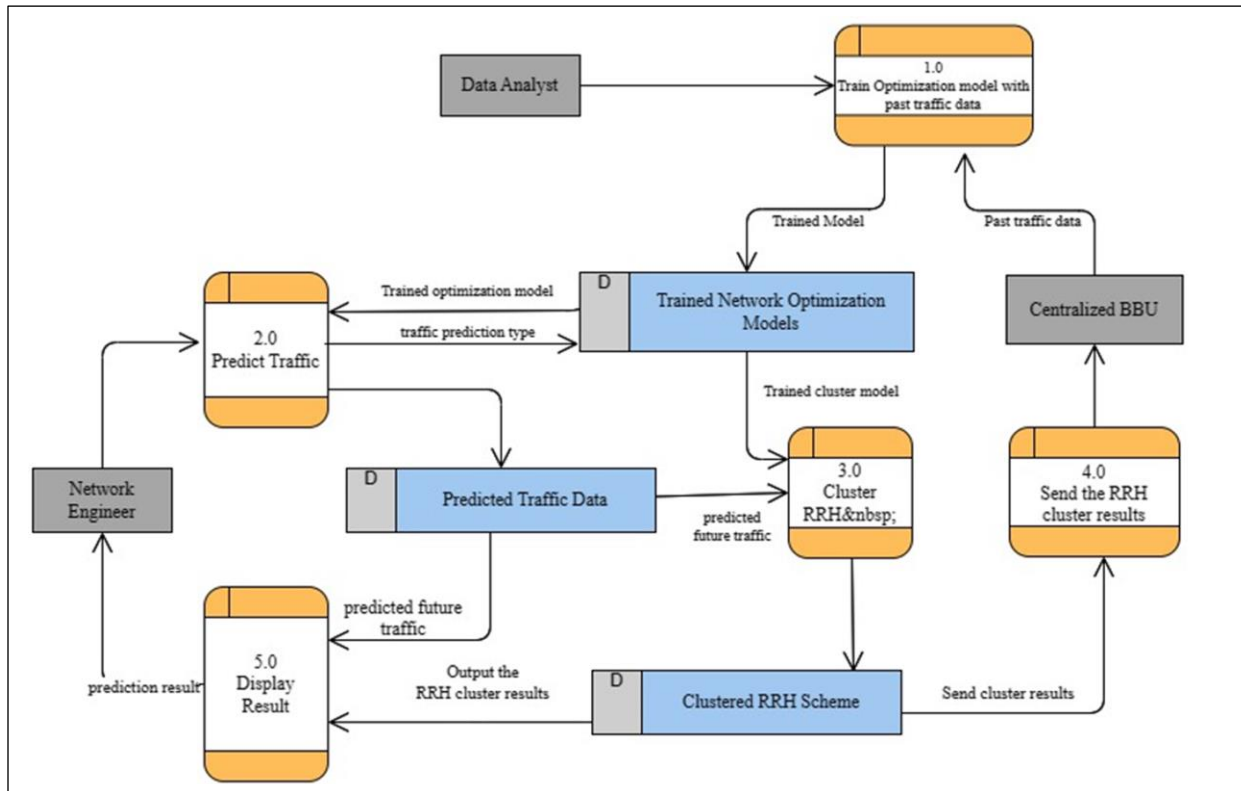 Data Analyst
1.0
Train Optimization model with
past traffic data
Trained Model
Past traffic data
D
Trained Network Optimization
Models
Centralized BBU
Trained optimization model
traffic prediction type
2.0
Predict Traffic
Trained cluster model
3.0
Cluster
RRH&nbsp;
4.0
Send the RRH
cluster results
Network
Engineer
D
Predicted Traffic Data
predicted
future traffic
predicted future
traffic
5.0
Display
Result
prediction result
Output the
RRH cluster results
D
Clustered RRH Scheme
Send cluster results